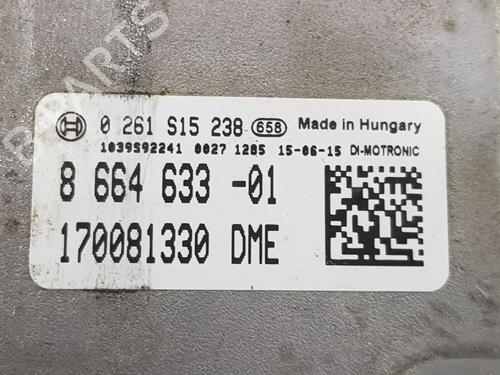 0 261 S15 238 658 Made in Hungary
1039S92241 0027 1285 15-06-15 DI-MOTRONIC
8 664 633 -01
170081330 DME
B-PARTS